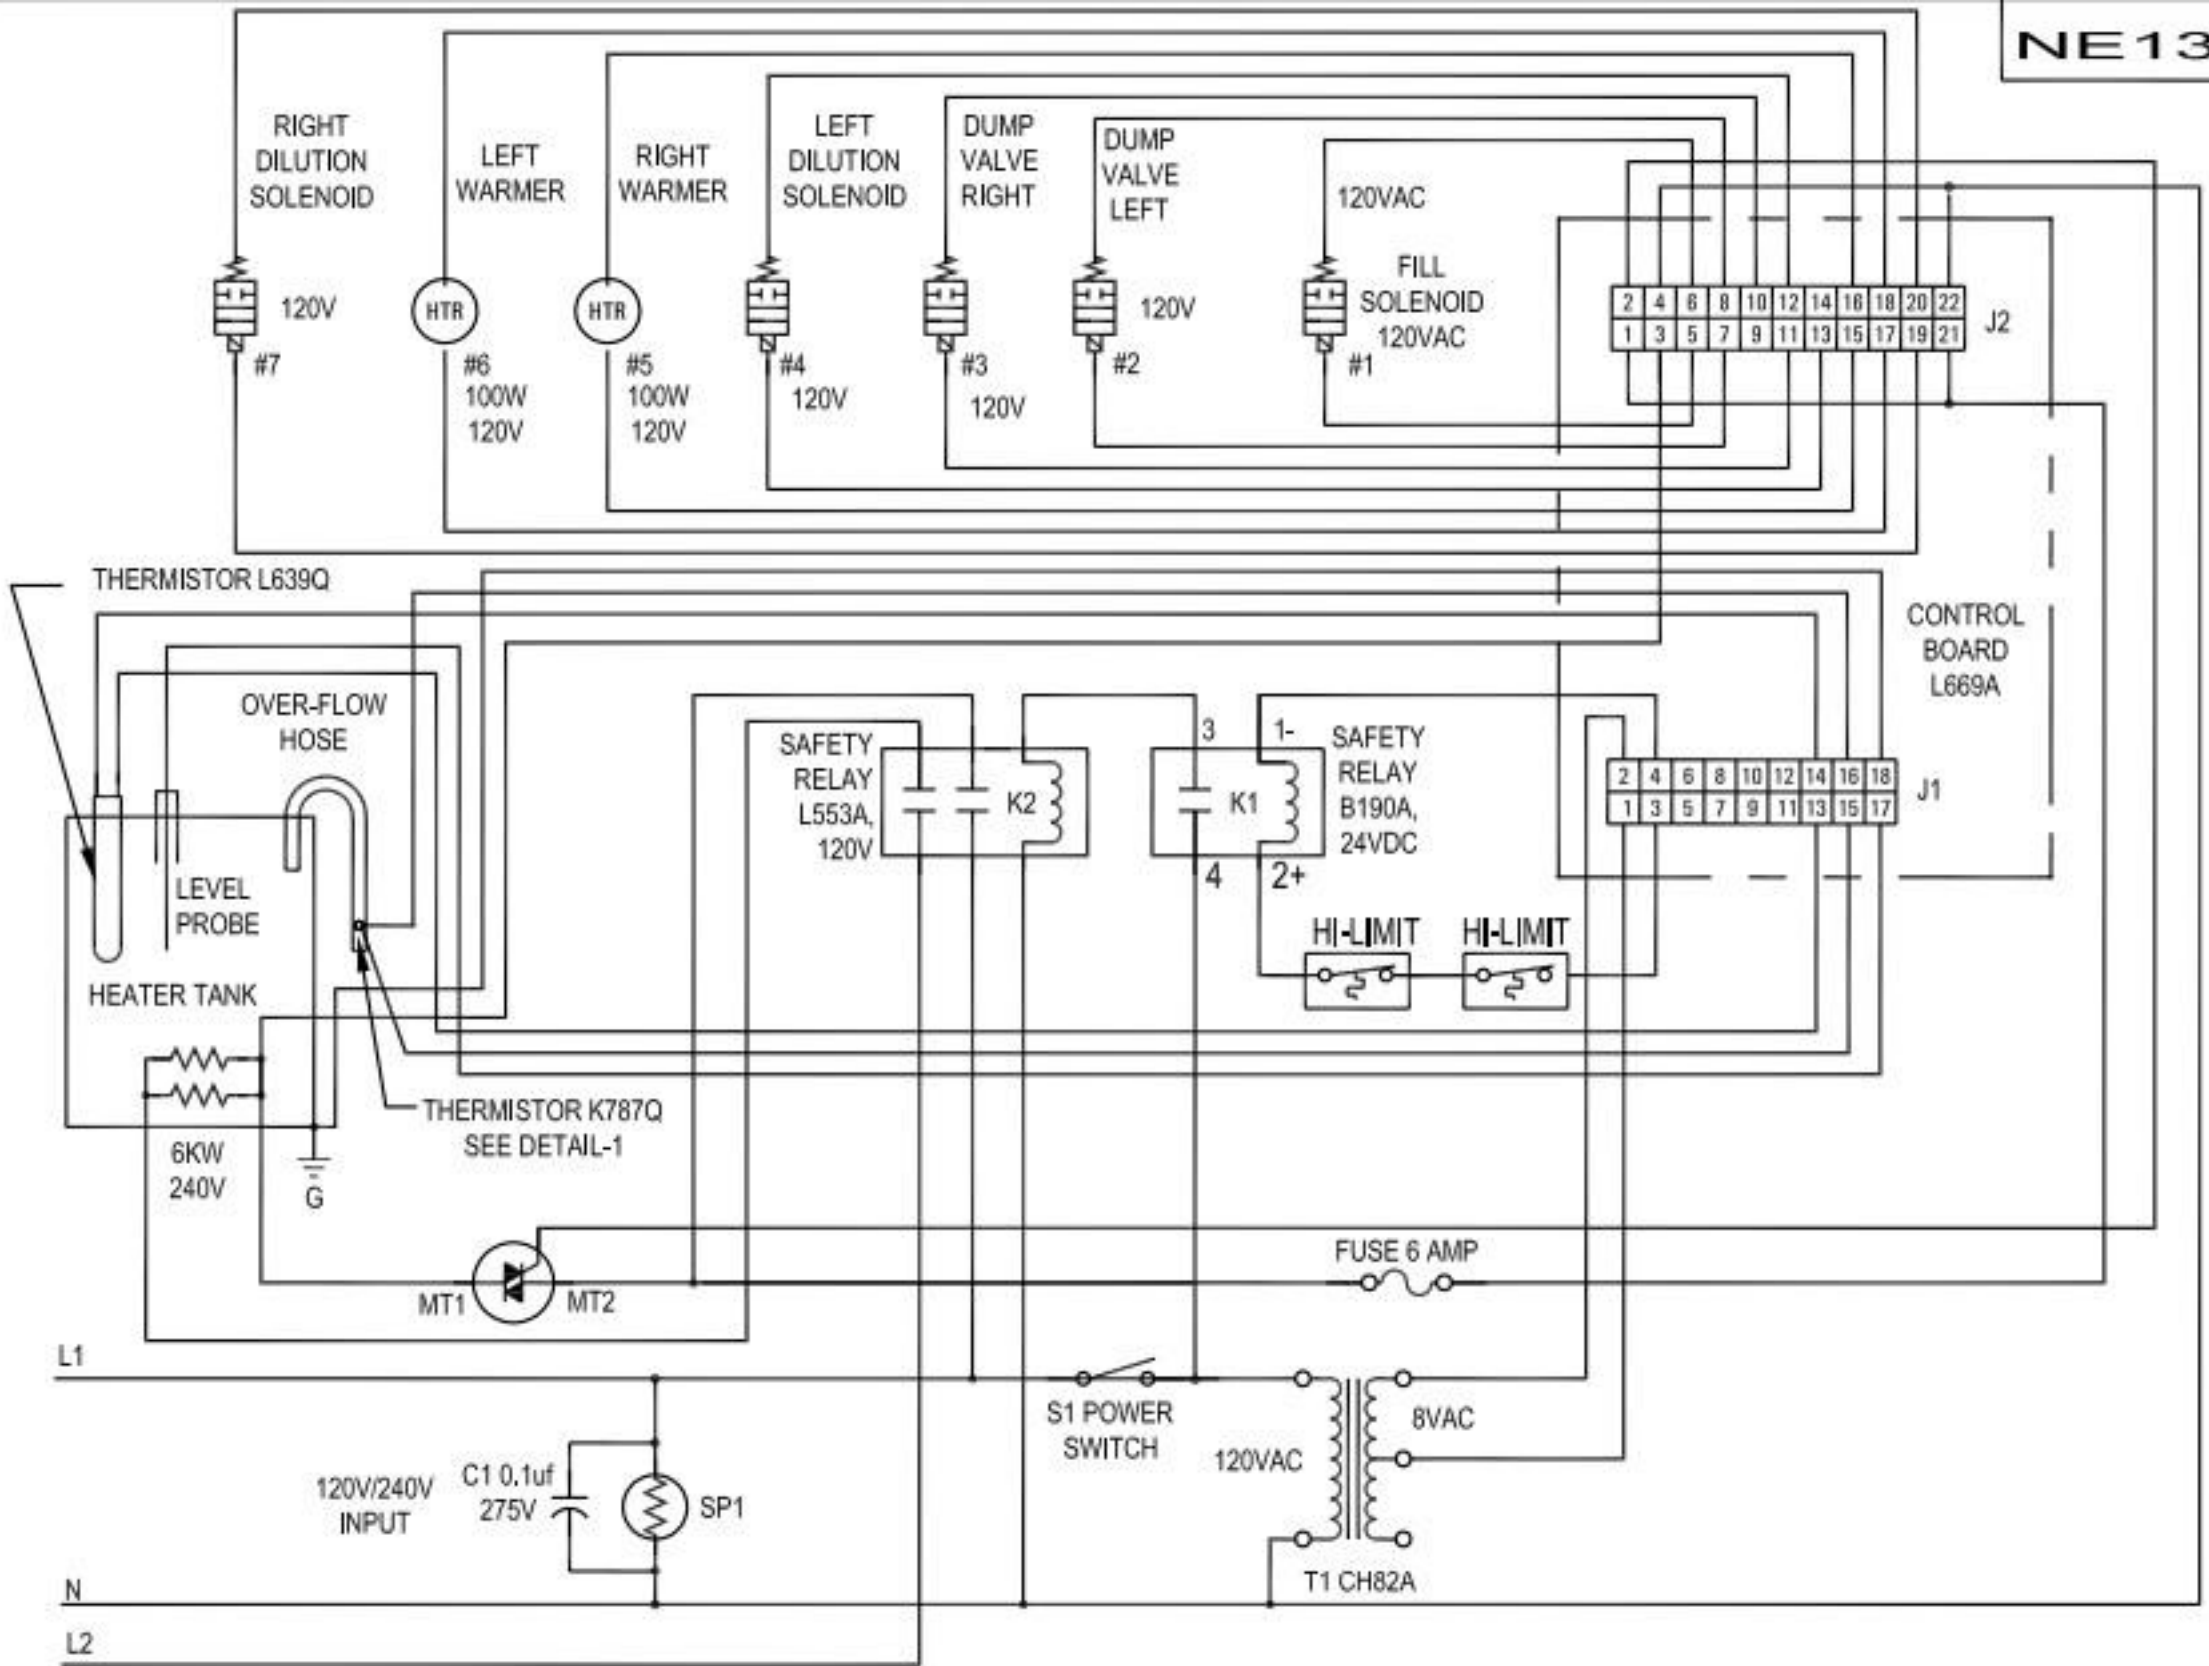 NE13
RIGHT
DILUTION
SOLENOID
LEFT
WARMER
RIGHT
WARMER
LEFT
DILUTION
SOLENOID
DUMP
VALVE
RIGHT
DUMP
VALVE
LEFT
120VAC
FILL
SOLENOID
120VAC
120V
HTR
HTR
120V
#7
#6
100W
120V
#5
100W
120V
#4
120V
#3
120V
#2
#1
2 4 6 8 10 12 14 16 18 20 22
1 3 5 7 9 11 13 15 17 19 21
J2
THERMISTOR L639Q
CONTROL
BOARD
L669A
OVER-FLOW
HOSE
SAFETY
RELAY
L553A,
120V
K2
3
1-
K1
4
2+
SAFETY
RELAY
B190A,
24VDC
2 4 6 8 10 12 14 16 18
1 3 5 7 9 11 13 15 17
J1
LEVEL
PROBE
HEATER TANK
HI-LIMIT
HI-LIMIT
THERMISTOR K787Q
SEE DETAIL-1
6KW
240V
G
MT1
MT2
FUSE 6 AMP
L1
S1 POWER
SWITCH
120VAC
8VAC
T1 CH82A
120V/240V
INPUT
C1 0.1uf
275V
SP1
N
L2